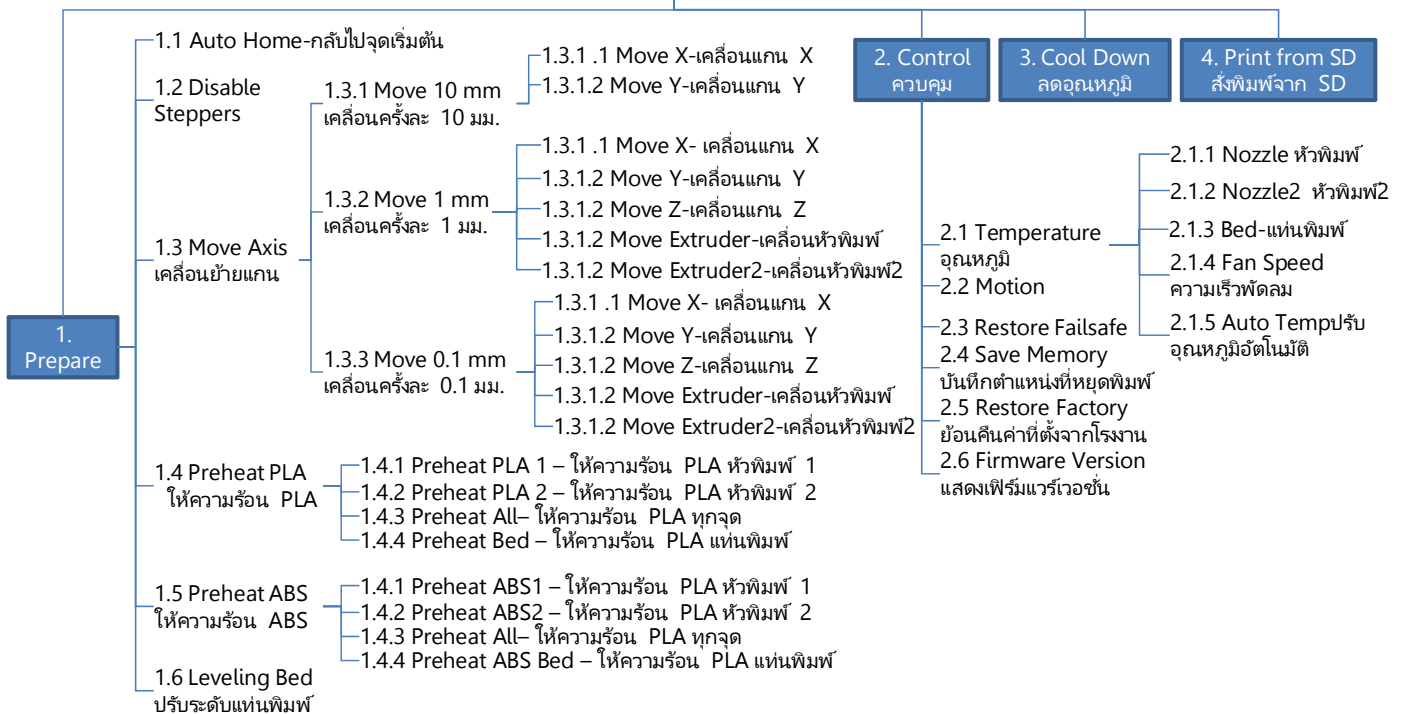 1.
Prepare
1.1 Auto Home-กลับไปจุดเริ่มต้น
1.2 Disable
Steppers
1.3 Move Axis
เคลื่อนย้ายแกน
1.3.1 Move 10 mm
เคลื่อนครั้งละ 10 มม.
1.3.1 .1 Move X-เคลื่อนแกน X
1.3.1.2 Move Y-เคลื่อนแกน Y
1.3.2 Move 1 mm
เคลื่อนครั้งละ 1 มม.
1.3.1 .1 Move X- เคลื่อนแกน X
1.3.1.2 Move Y-เคลื่อนแกน Y
1.3.1.2 Move Z-เคลื่อนแกน Z
1.3.1.2 Move Extruder-เคลื่อนหัวพิมพ์
1.3.1.2 Move Extruder2-เคลื่อนหัวพิมพ์2
1.3.3 Move 0.1 mm
เคลื่อนครั้งละ 0.1 มม.
1.3.1 .1 Move X- เคลื่อนแกน X
1.3.1.2 Move Y-เคลื่อนแกน Y
1.3.1.2 Move Z-เคลื่อนแกน Z
1.3.1.2 Move Extruder-เคลื่อนหัวพิมพ์
1.3.1.2 Move Extruder2-เคลื่อนหัวพิมพ์2
1.4 Preheat PLA
ให้ความร้อน PLA
1.4.1 Preheat PLA 1 – ให้ความร้อน PLA หัวพิมพ์ 1
1.4.2 Preheat PLA 2 – ให้ความร้อน PLA หัวพิมพ์ 2
1.4.3 Preheat All– ให้ความร้อน PLA ทุกจุด
1.4.4 Preheat Bed – ให้ความร้อน PLA แท่นพิมพ์
1.5 Preheat ABS
ให้ความร้อน ABS
1.4.1 Preheat ABS1 – ให้ความร้อน PLA หัวพิมพ์ 1
1.4.2 Preheat ABS2 – ให้ความร้อน PLA หัวพิมพ์ 2
1.4.3 Preheat All– ให้ความร้อน PLA ทุกจุด
1.4.4 Preheat ABS Bed – ให้ความร้อน PLA แท่นพิมพ์
1.6 Leveling Bed
ปรับระดับแท่นพิมพ์
2. Control
ควบคุม
2.1 Temperature
อุณหภูมิ
2.1.1 Nozzle หัวพิมพ์
2.1.2 Nozzle2 หัวพิมพ์2
2.1.3 Bed-แท่นพิมพ์
2.1.4 Fan Speed
ความเร็วพัดลม
2.1.5 Auto Tempปรับ
อุณหภูมิอัตโนมัติ
2.2 Motion
2.3 Restore Failsafe
2.4 Save Memory
บันทึกตำแหน่งที่หยุดพิมพ์
2.5 Restore Factory
ย้อนคืนค่าที่ตั้งจากโรงงาน
2.6 Firmware Version
แสดงเฟิร์มแวร์เวอชั่น
3. Cool Down
ลดอุณหภูมิ
4. Print from SD
สั่งพิมพ์จาก SD